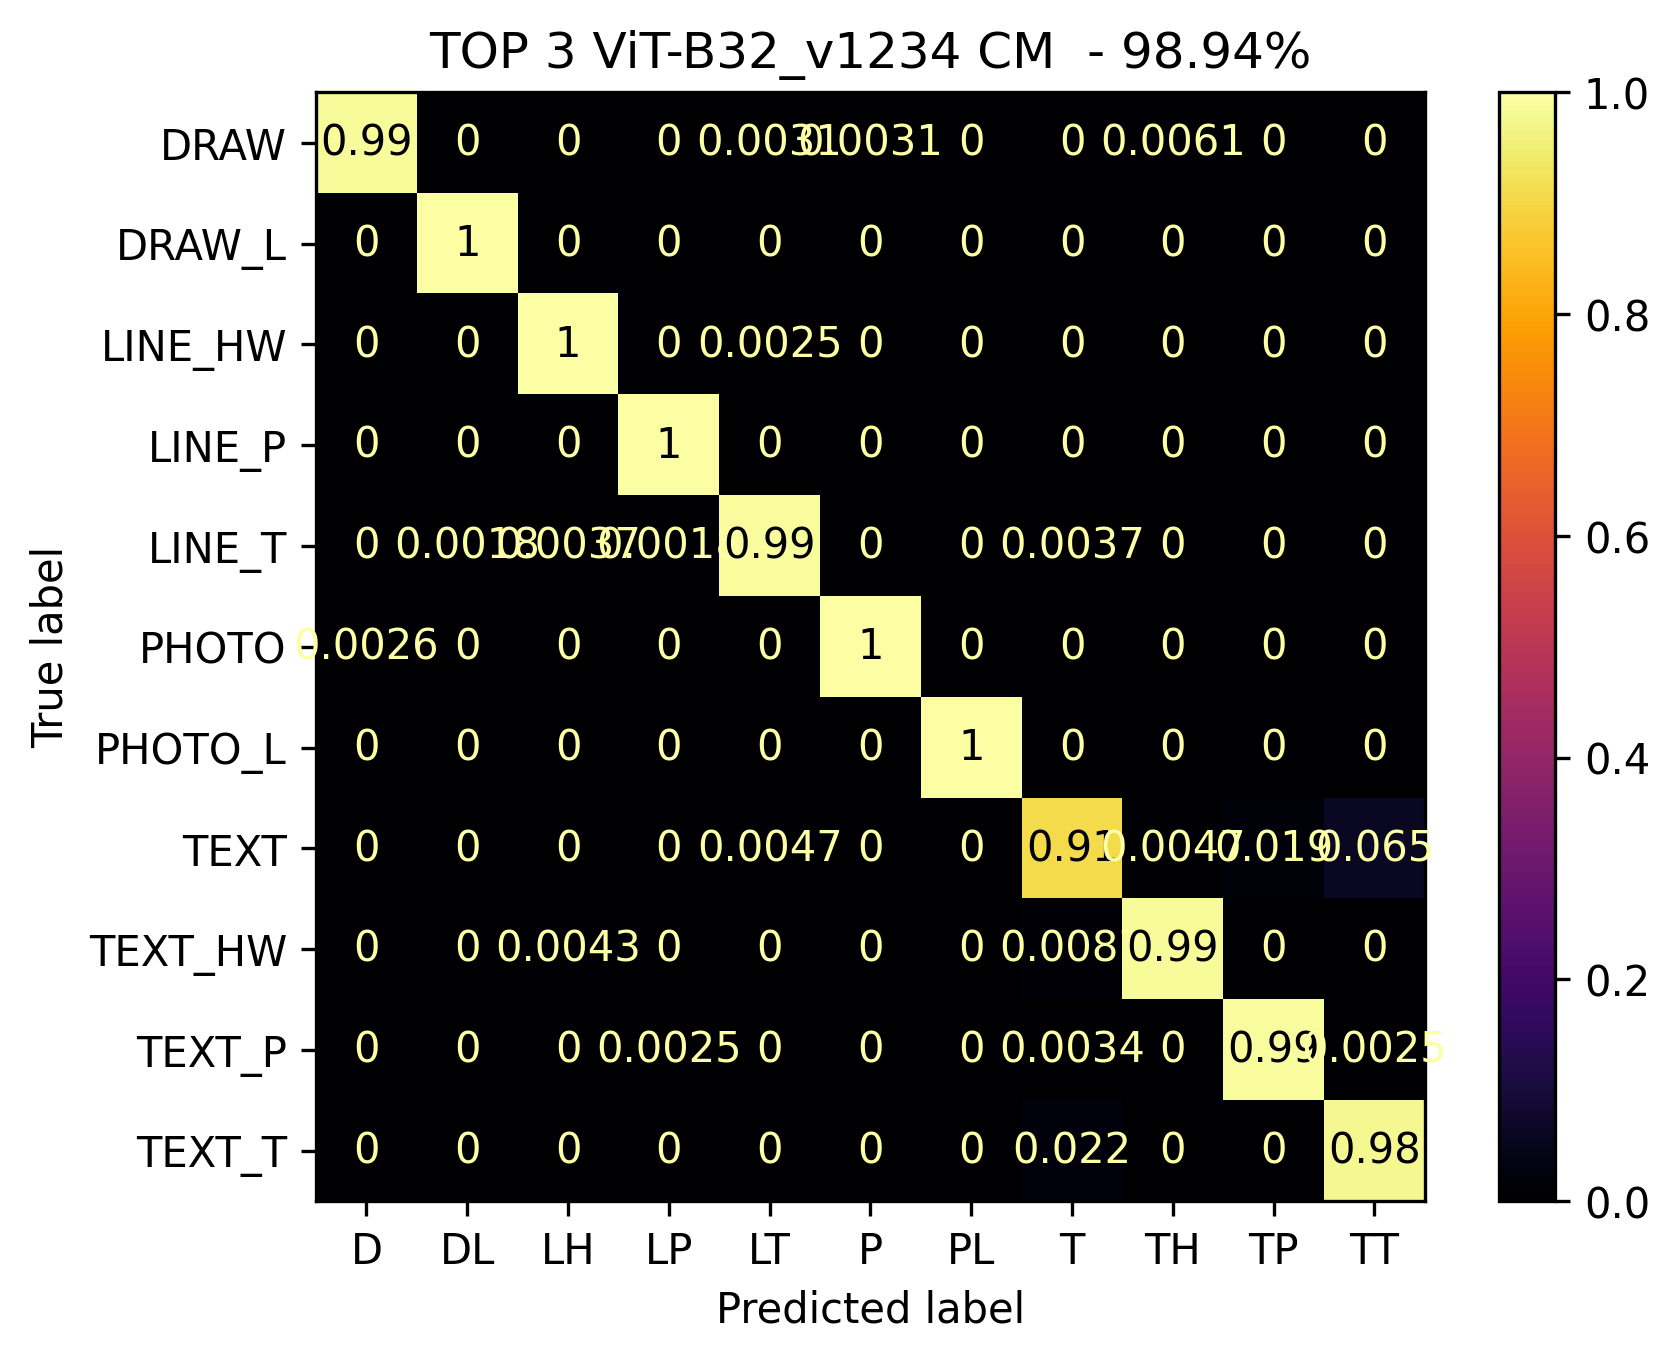 TOP 3 ViT-B32_v1234 CM - 98.94%
True label
DRAW 0.99 0 0 0 0.0031 0.0031 0 0 0.0061 0 0
DRAW_L 0 1 0 0 0 0 0 0 0 0 0
LINE_HW 0 0 1 0 0.0025 0 0 0 0 0 0
LINE_P 0 0 0 1 0 0 0 0 0 0 0
LINE_T 0 0.0018 0.0037 0.001 0.99 0 0 0.0037 0 0 0
PHOTO 0.0026 0 0 0 0 1 0 0 0 0 0
PHOTO_L 0 0 0 0 0 0 1 0 0 0 0
TEXT 0 0 0 0 0.0047 0 0 0.91 0.0047 0.019 0.065
TEXT_HW 0 0 0.0043 0 0 0 0 0.008 0.99 0 0
TEXT_P 0 0 0 0.0025 0 0 0 0.0034 0 0.99 0.0025
TEXT_T 0 0 0 0 0 0 0 0.022 0 0 0.98
D DL LH LP LT P PL T TH TP TT
Predicted label
1.0
0.8
0.6
0.4
0.2
0.0